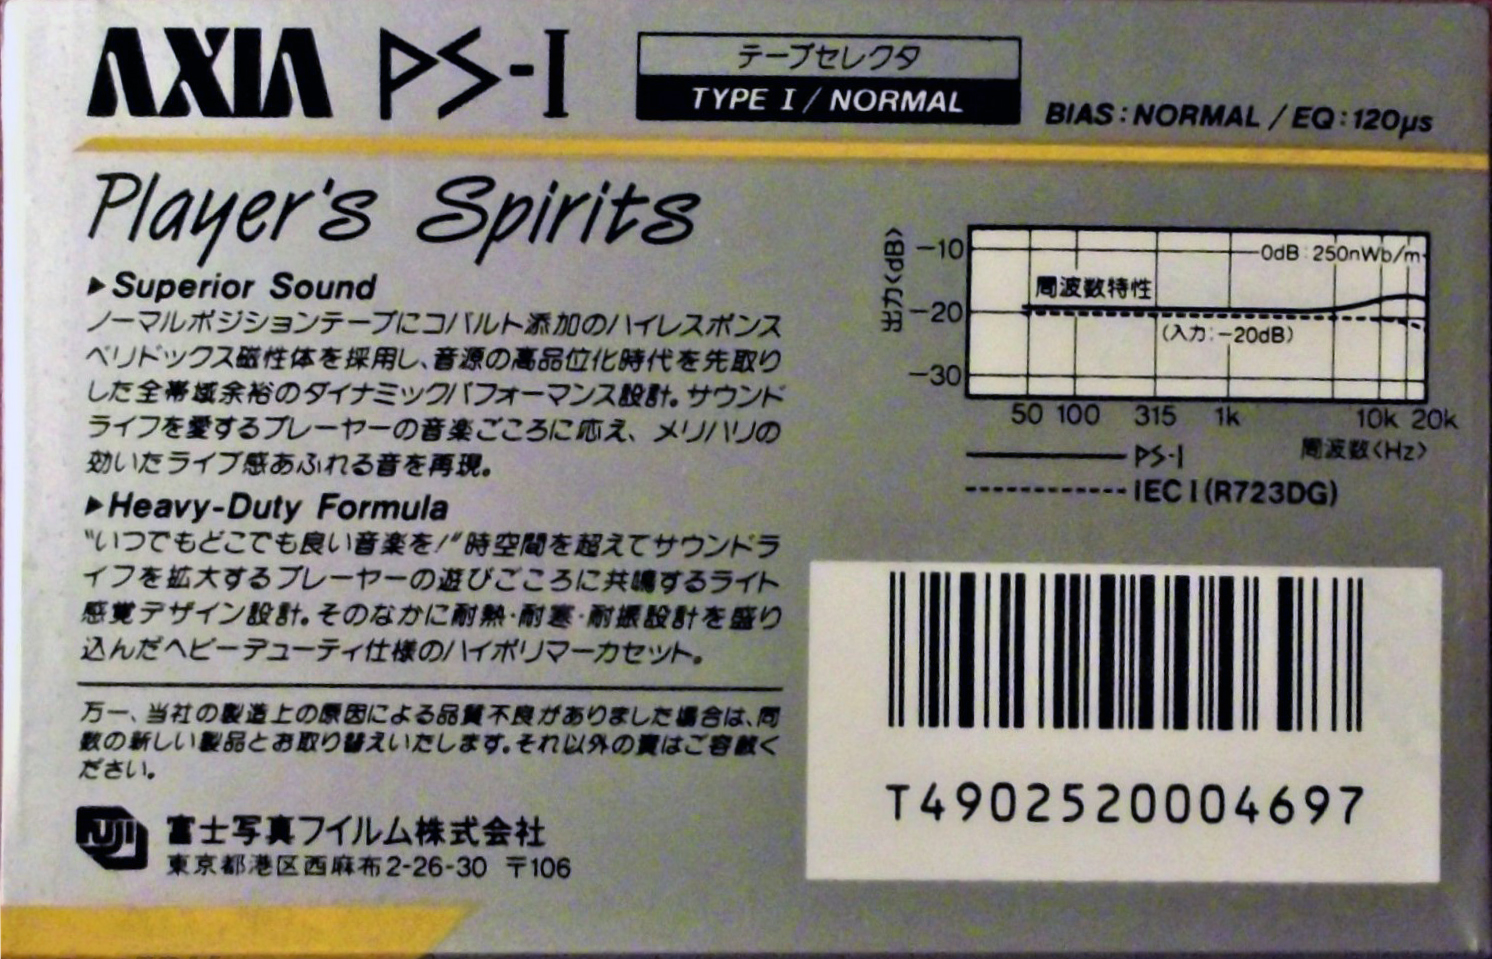 AXIA PS-I
テープセレクタ
TYPE I / NORMAL
BIAS : NORMAL / EQ : 120μs
Player's Spirits
▶Superior Sound
ノーマルポジションテープにコバルト添加のハイレスポンス
ベリドックス磁性体を採用し、音源の高品位化時代を先取り
した全帯域余裕のダイナミックパフォーマンス設計。サウンド
ライフを愛するプレーヤーの音楽ごころに応え、メリハリの
効いたライブ感あふれる音を再現。
▶Heavy-Duty Formula
"いつでもどこでも良い音楽を!"時空間を超えてサウンドラ
イフを拡大するプレーヤーの遊びごころに共鳴するライト
感覚デザイン設計。そのなかに耐熱・耐寒・耐振設計を盛り
込んだヘビーデューティ仕様のハイポリマーカセット。
万一、当社の製造上の原因による品質不良がありました場合は、同
数の新しい製品とお取り替えいたします。それ以外の責はご容赦く
ださい。
FUJI
富士写真フイルム株式会社
東京都港区西麻布2-26-30 〒106
出力<dB>
-10
0dB : 250nWb/m
周波数特性
-20
(入力:-20dB)
-30
50 100 315 1k 10k 20k
周波数<Hz>
PS-I
IEC I (R723DG)
T4902520004697